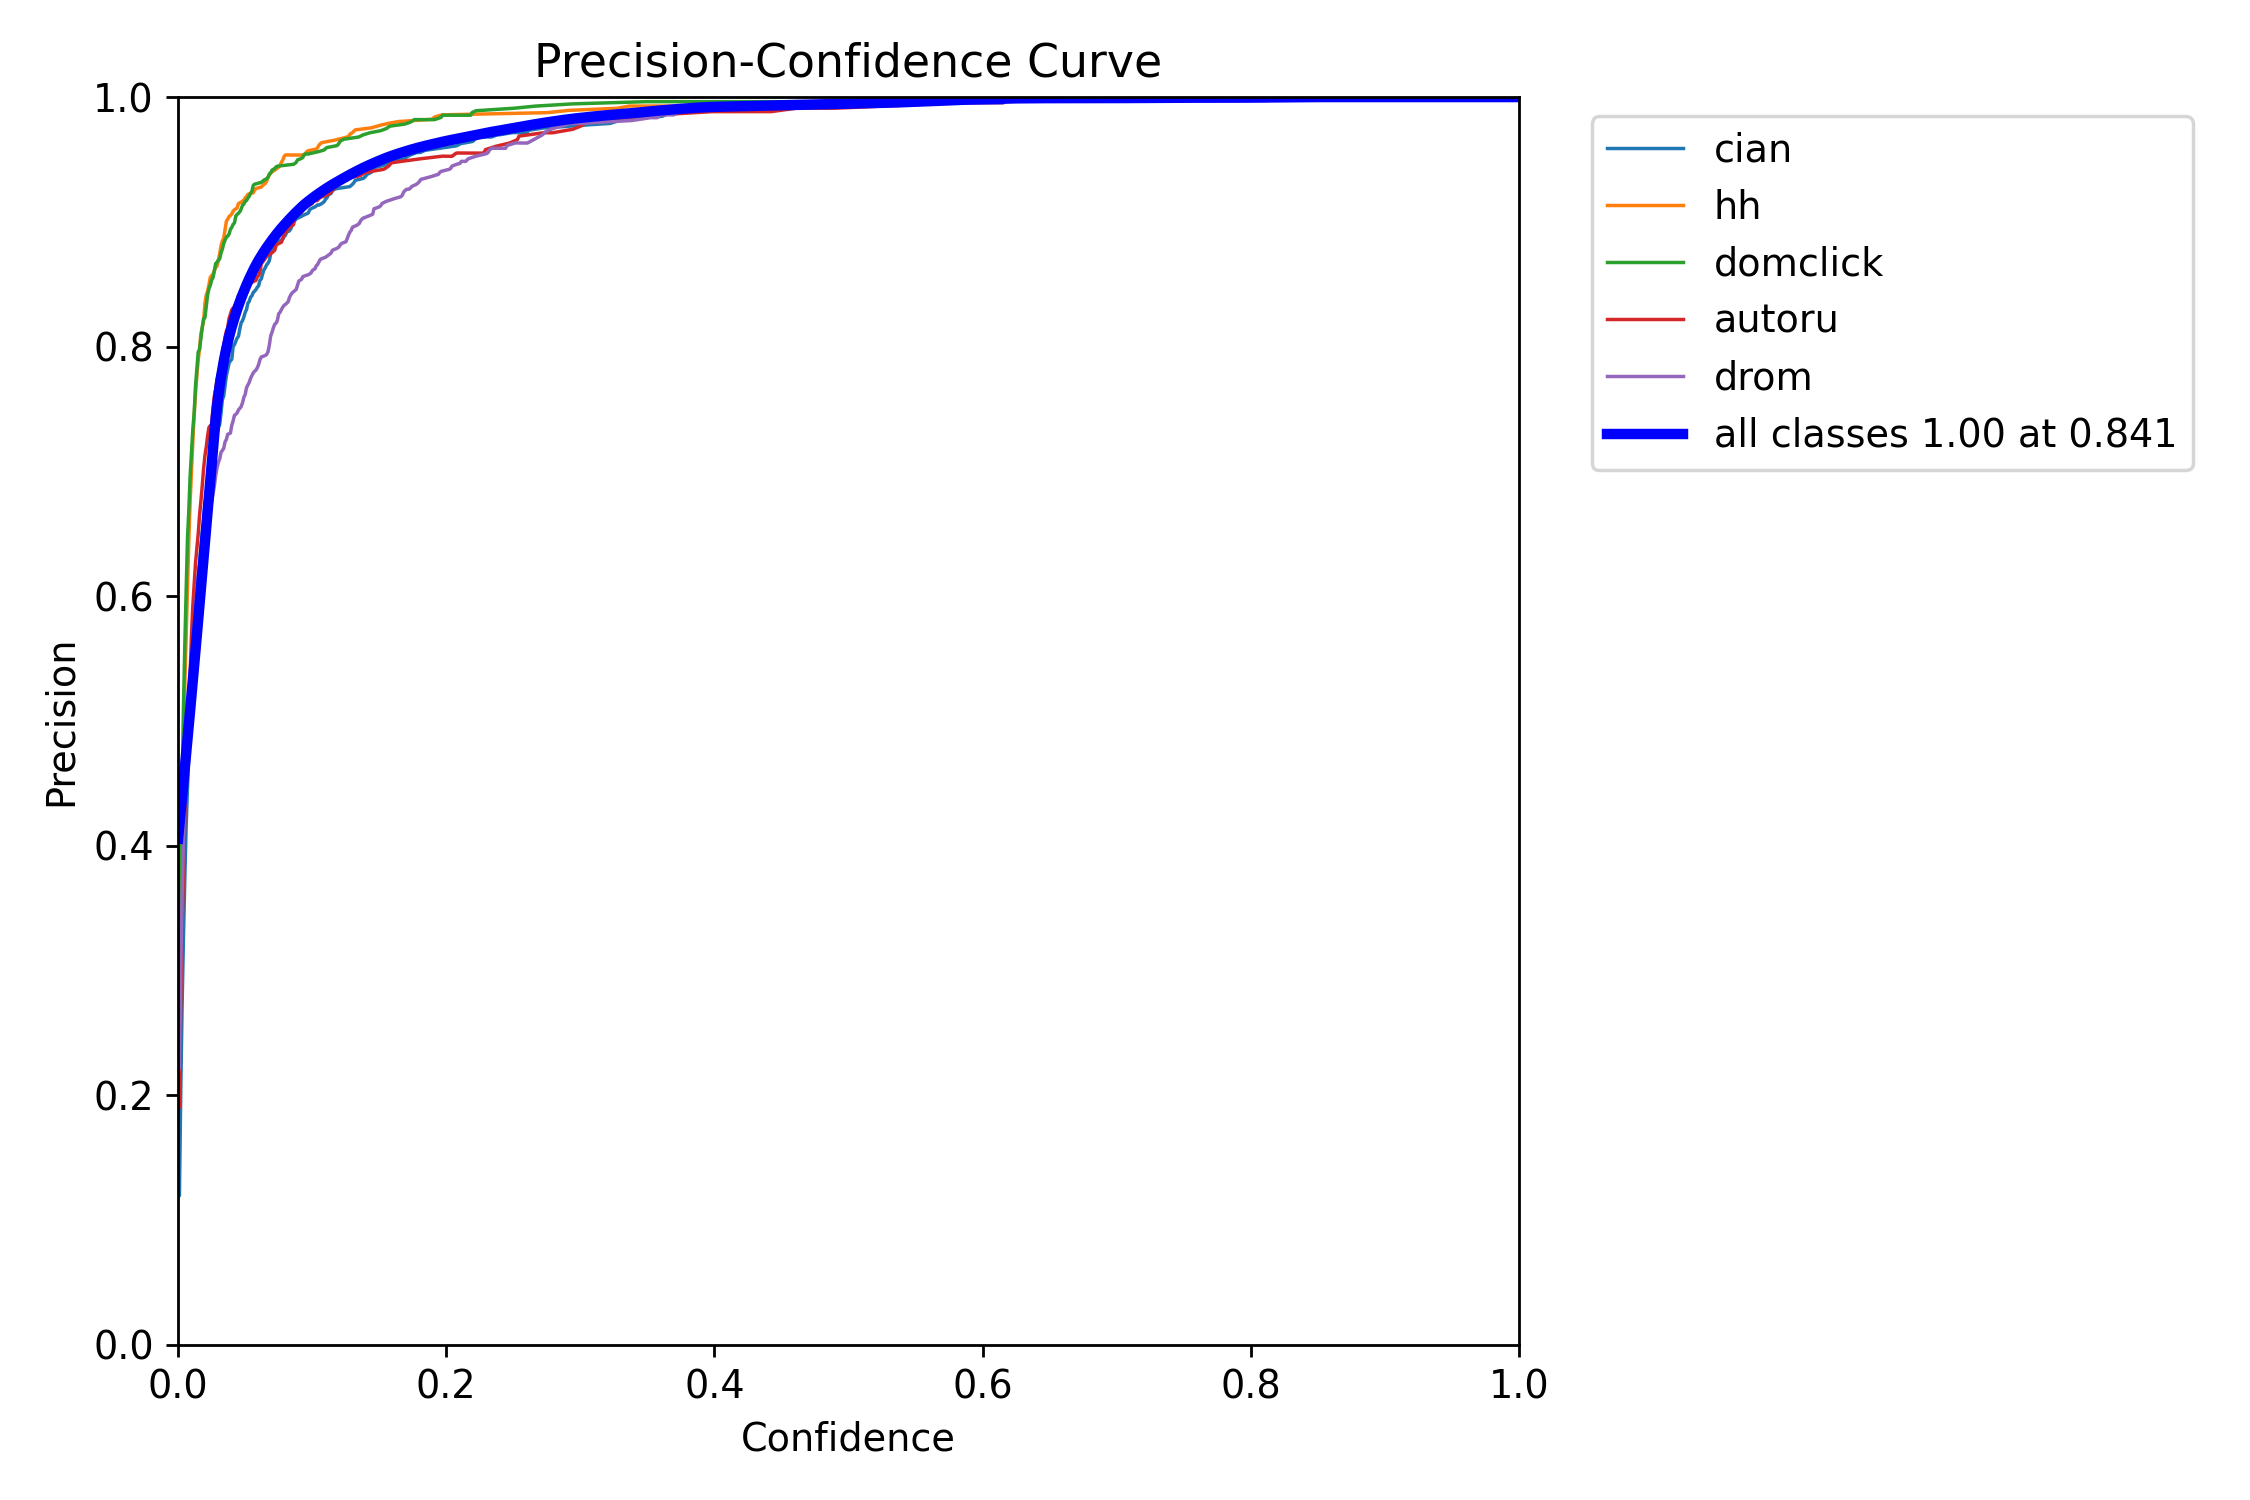 Precision-Confidence Curve
1.0
0.8
0.6
0.4
0.2
0.0
Precision
0.0 0.2 0.4 0.6 0.8 1.0
Confidence
cian
hh
domclick
autoru
drom
all classes 1.00 at 0.841